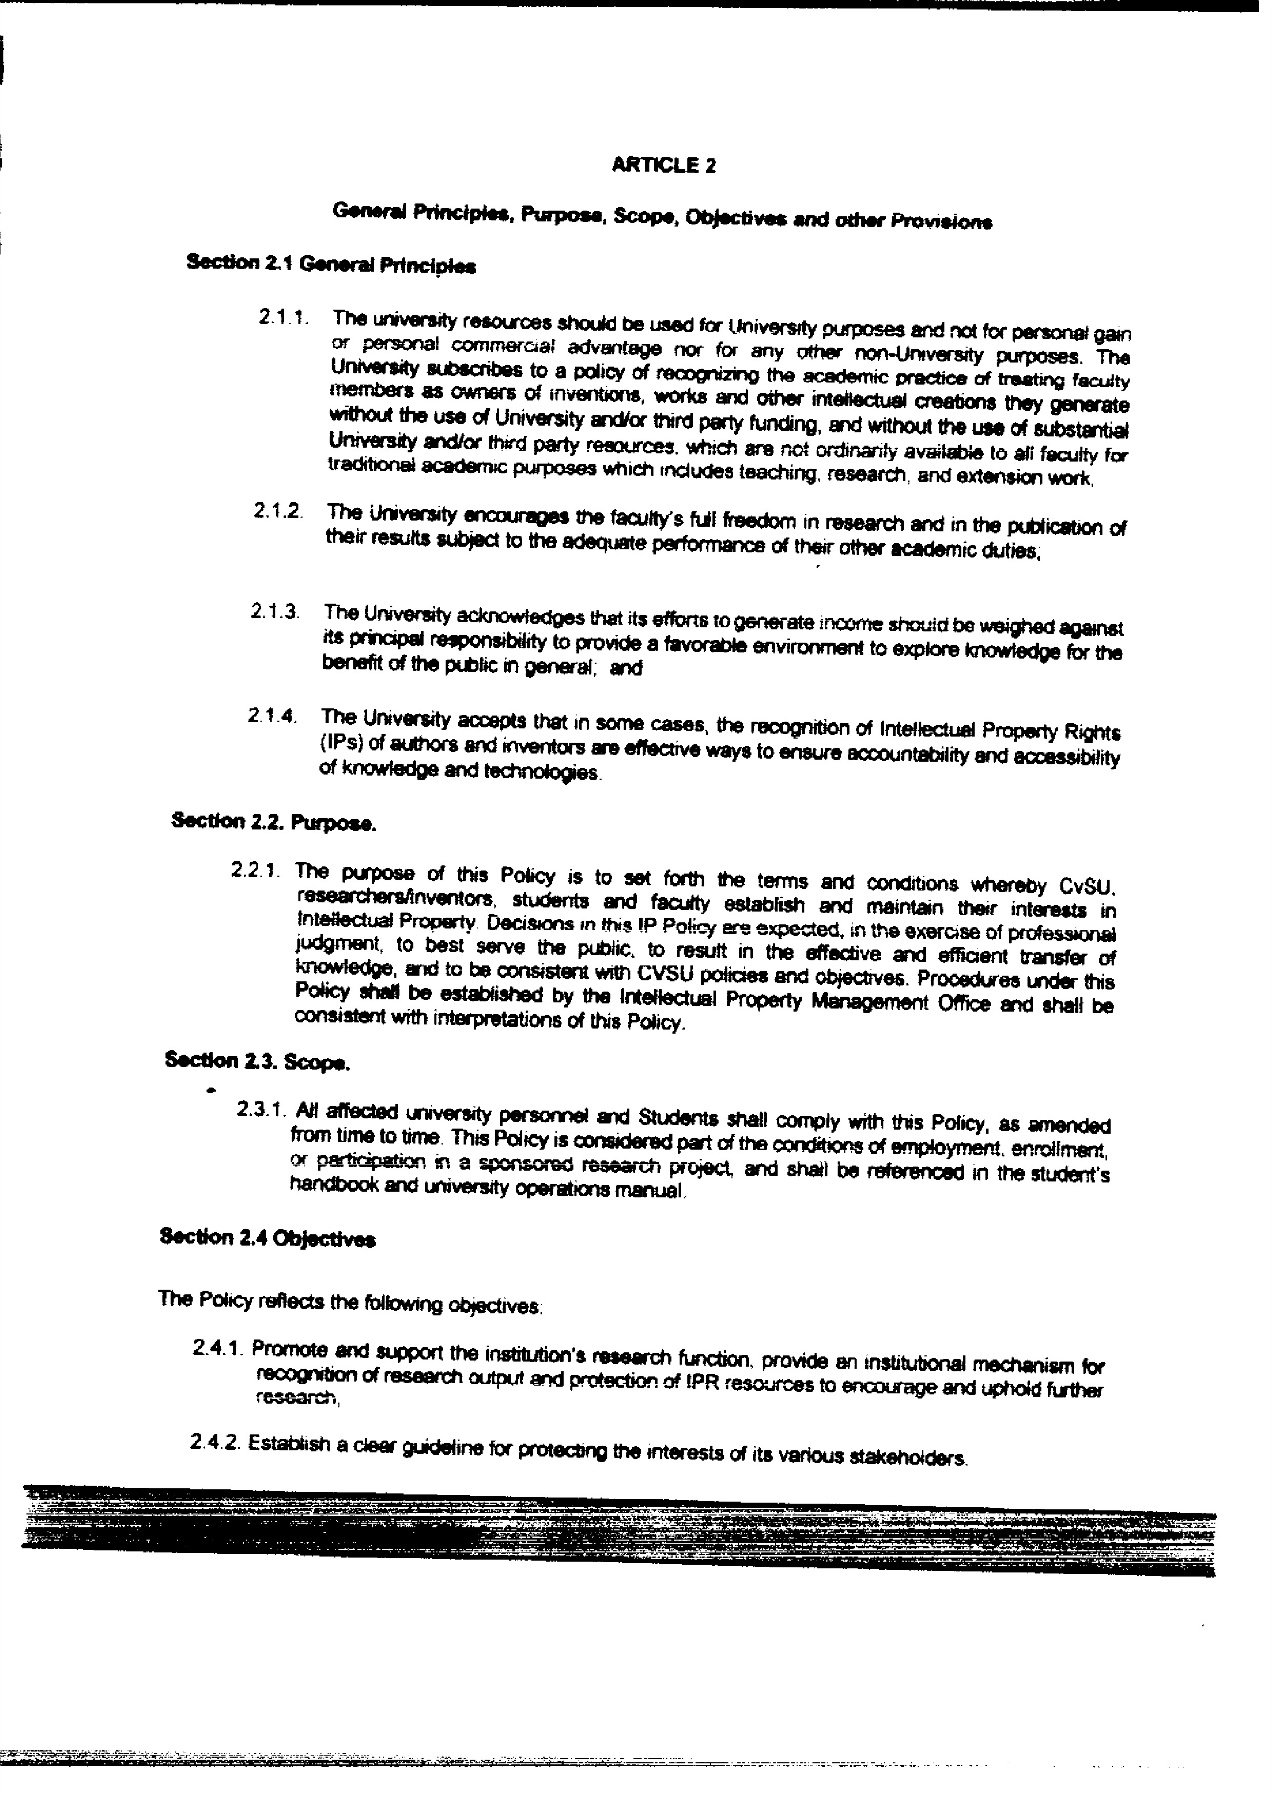 ARTICLE 2
General Principles, Purpose, Scope, Objectives and other Provisions
Section 2.1 General Principles
2.1.1. The university resources should be used for University purposes and not for personal gain
or personal commercial advantage nor for any other non-University purposes. The
University subscribes to a policy of recognizing the academic practice of treating faculty
members as owners of inventions, works and other intellectual creations they generate
without the use of University and/or third party funding, and without the use of substantial
University and/or third party resources, which are not ordinarily available to all faculty for
traditional academic purposes which includes teaching, research, and extension work,
2.1.2. The University encourages the faculty's full freedom in research and in the publication of
their results subject to the adequate performance of their other academic duties;
2.1.3. The University acknowledges that its efforts to generate income should be weighed against
its principal responsibility to provide a favorable environment to explore knowledge for the
benefit of the public in general; and
2.1.4. The University accepts that in some cases, the recognition of Intellectual Property Rights
(IPs) of authors and inventors are effective ways to ensure accountability and accessibility
of knowledge and technologies.
Section 2.2. Purpose.
2.2.1. The purpose of this Policy is to set forth the terms and conditions whereby CvSU,
researchers/inventors, students and faculty establish and maintain their interests in
Intellectual Property. Decisions in this IP Policy are expected, in the exercise of professional
judgment, to best serve the public, to result in the effective and efficient transfer of
knowledge, and to be consistent with CVSU policies and objectives. Procedures under this
Policy shall be established by the Intellectual Property Management Office and shall be
consistent with interpretations of this Policy.
Section 2.3. Scope.
2.3.1. All affected university personnel and Students shall comply with this Policy, as amended
from time to time. This Policy is considered part of the conditions of employment, enrollment,
or participation in a sponsored research project, and shall be referenced in the student's
handbook and university operations manual.
Section 2.4 Objectives
The Policy reflects the following objectives:
2.4.1. Promote and support the institution's research function, provide an institutional mechanism for
recognition of research output and protection of IPR resources to encourage and uphold further
research,
2.4.2. Establish a clear guideline for protecting the interests of its various stakeholders.